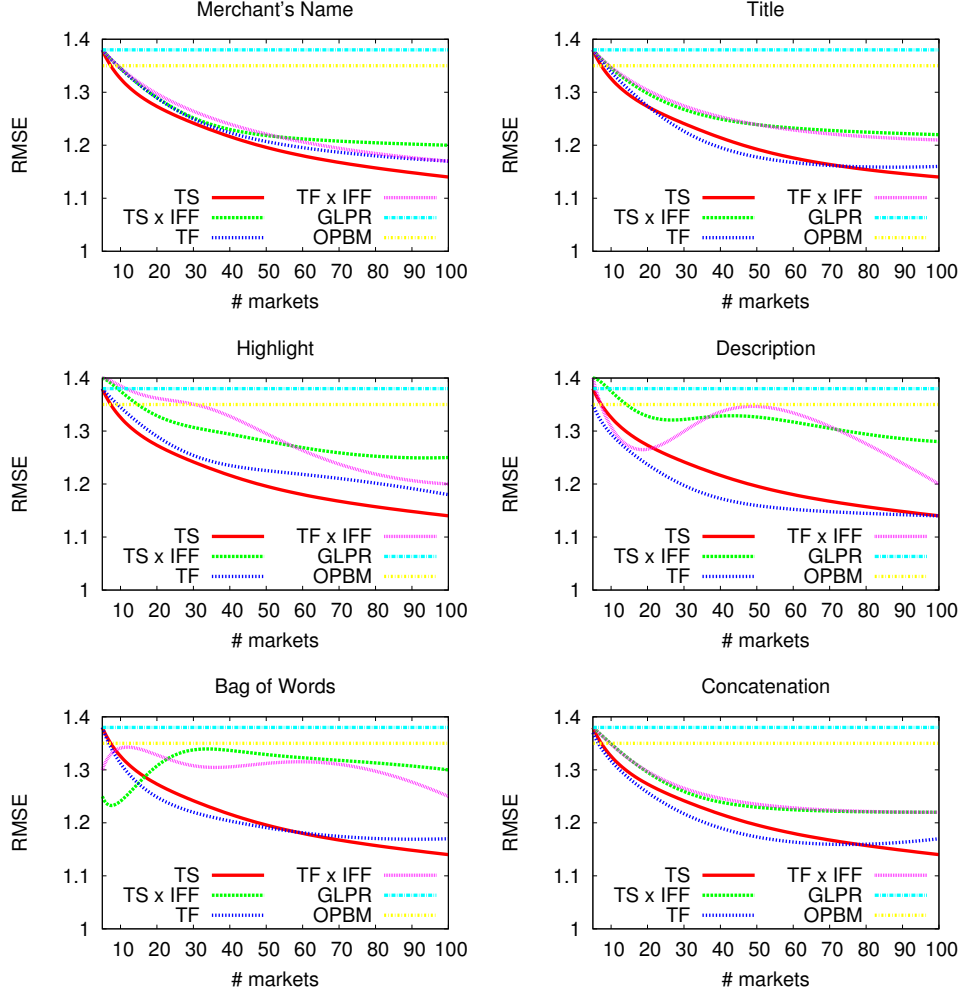 Merchant's Name
RMSE
1.4
1.3
1.2
1.1
1
TS
TS x IFF
TF
TF x IFF
GLPR
OPBM
10 20 30 40 50 60 70 80 90 100
# markets
Title
RMSE
1.4
1.3
1.2
1.1
1
TS
TS x IFF
TF
TF x IFF
GLPR
OPBM
10 20 30 40 50 60 70 80 90 100
# markets
Highlight
RMSE
1.4
1.3
1.2
1.1
1
TS
TS x IFF
TF
TF x IFF
GLPR
OPBM
10 20 30 40 50 60 70 80 90 100
# markets
Description
RMSE
1.4
1.3
1.2
1.1
1
TS
TS x IFF
TF
TF x IFF
GLPR
OPBM
10 20 30 40 50 60 70 80 90 100
# markets
Bag of Words
RMSE
1.4
1.3
1.2
1.1
1
TS
TS x IFF
TF
TF x IFF
GLPR
OPBM
10 20 30 40 50 60 70 80 90 100
# markets
Concatenation
RMSE
1.4
1.3
1.2
1.1
1
TS
TS x IFF
TF
TF x IFF
GLPR
OPBM
10 20 30 40 50 60 70 80 90 100
# markets